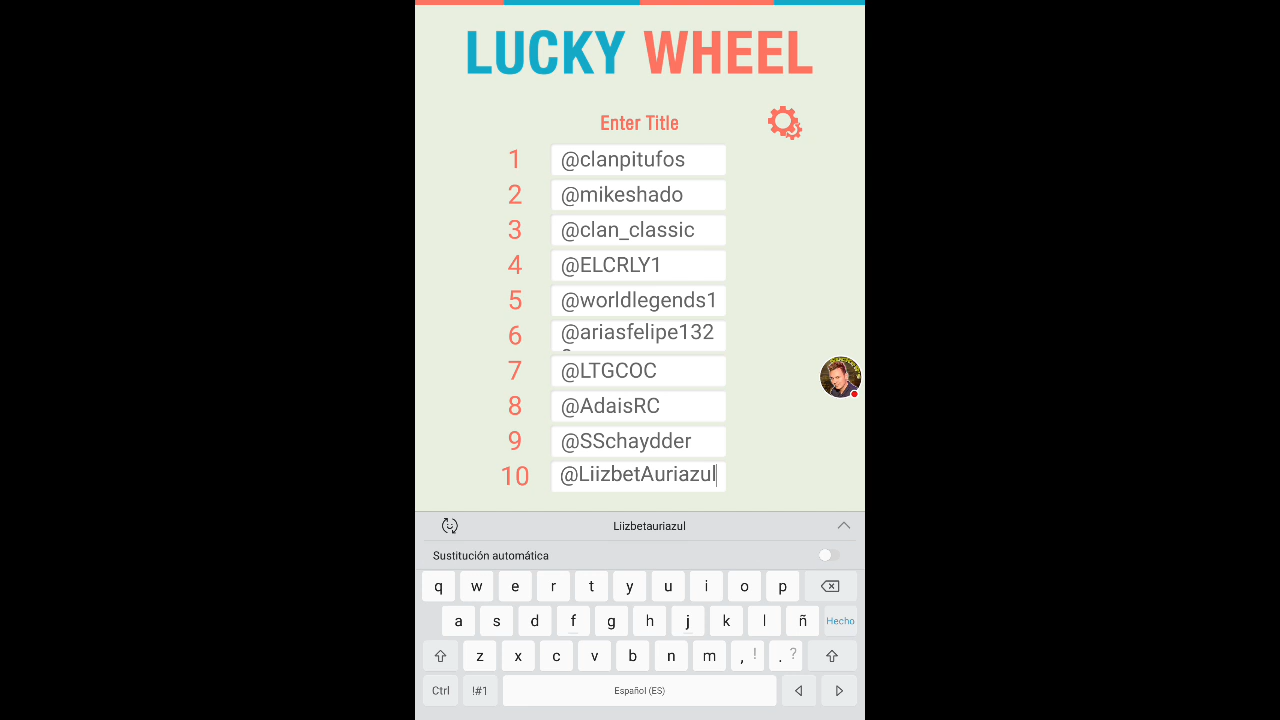 LUCKY WHEEL
Enter Title
1 @clanpitufos
2 @mikeshado
3 @clan_classic
4 @ELCRLY1
5 @worldlegends1
6 @ariasfelipe132
7 @LTGCOC
8 @AdaisRC
9 @SSchaydder
10 @LiizbetAuriazul
Liizbetauriazul
Sustitución automática
q w e r t y u i o p
a s d f g h j k l ñ Hecho
z x c v b n m , ! . ?
Ctrl !#1 Español (ES)